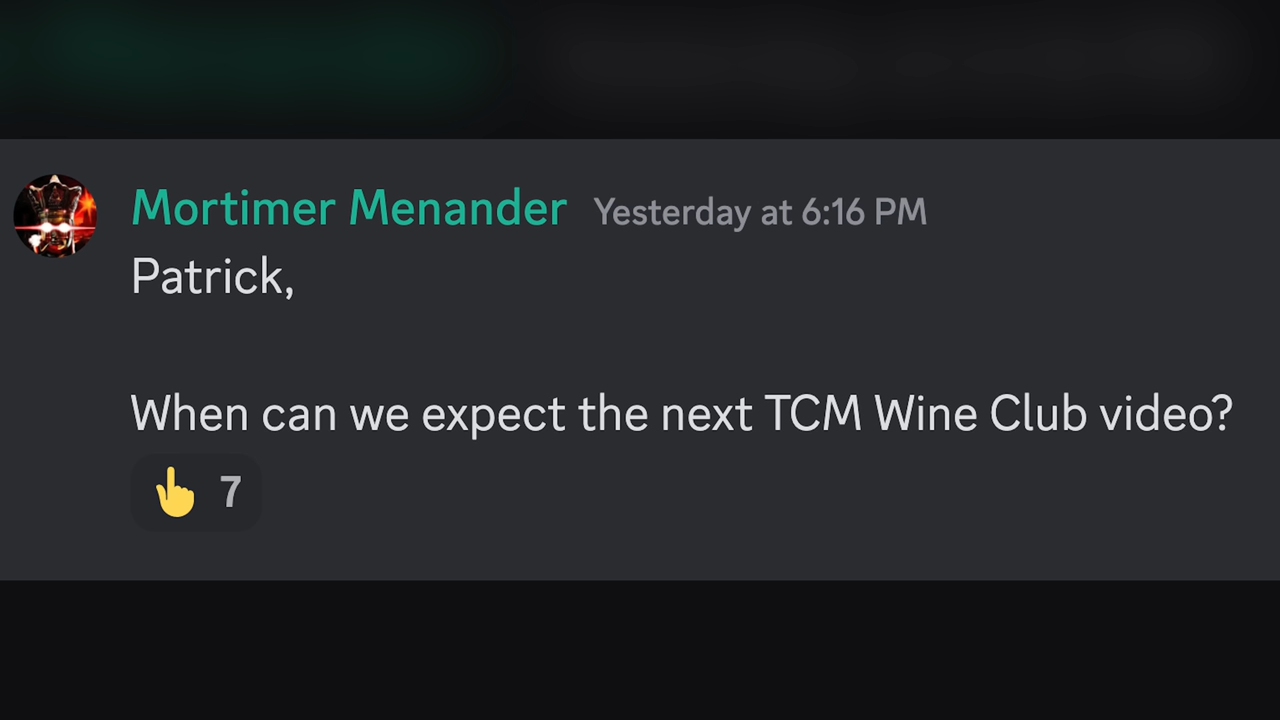 Mortimer Menander Yesterday at 6:16 PM
Patrick,
When can we expect the next TCM Wine Club video?
👆 7